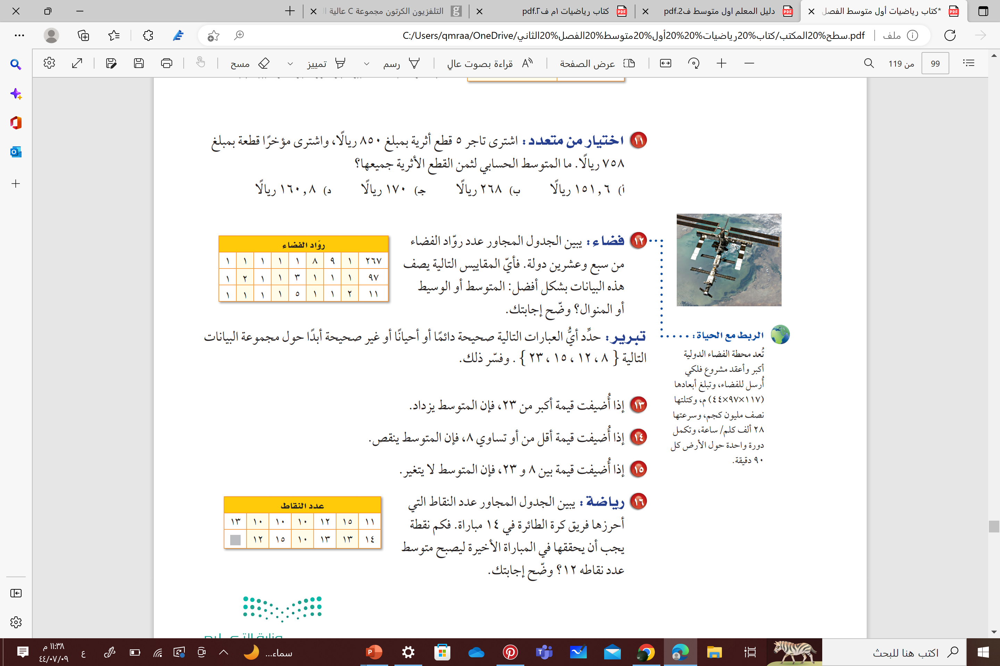 *كتاب رياضيات أول متوسط الفصل
دليل المعلم اول متوسط ف2.pdf
كتاب رياضيات ١م ف٢.pdf
التلفزيون الكرتون مجموعة C عالية
ملف
C:/Users/qmraa/OneDrive/سطح%20المكتب/كتاب%20رياضيات%20%20أول%20متوسط%20الفصل%20الثاني.pdf
99
من 119
عرض الصفحة
قراءة بصوت عالٍ
رسم
تمييز
مسح
١١ اختيار من متعدد: اشترى تاجر ٥ قطع أثرية بمبلغ ٨٥٠ ريالًا، واشترى مؤخرًا قطعة بمبلغ
٧٥٨ ريالًا. ما المتوسط الحسابي لثمن القطع الأثرية جميعها؟
أ) ١٥١,٦ ريالًا ب) ٢٦٨ ريالًا جـ) ١٧٠ ريالًا د) ١٦٠,٨ ريالًا
١٢ فضاء: يبين الجدول المجاور عدد روّاد الفضاء
من سبع وعشرين دولة. فأيّ المقاييس التالية يصف
هذه البيانات بشكل أفضل: المتوسط أو الوسيط
أو المنوال؟ وضّح إجابتك.
روّاد الفضاء
٢٦٧ ١ ٩ ٨ ١ ١ ١ ١ ١
٩٧ ١ ١ ١ ٣ ١ ١ ٢ ١
١١ ٢ ١ ١ ٥ ١ ١ ١ ١
الربط مع الحياة:
تُعد محطة الفضاء الدولية
أكبر وأعقد مشروع فلكي
أُرسل للفضاء، وتبلغ أبعادها
(١١٧×٩٧×٤٤) م، وكتلتها
نصف مليون كجم، وسرعتها
٢٨ ألف كلم/ ساعة، وتكمل
دورة واحدة حول الأرض كل
٩٠ دقيقة.
تبرير: حدِّد أيُّ العبارات التالية صحيحة دائمًا أو أحيانًا أو غير صحيحة أبدًا حول مجموعة البيانات
التالية { ٨، ١٢، ١٥، ٢٣ }. وفسّر ذلك.
١٣ إذا أُضيفت قيمة أكبر من ٢٣، فإن المتوسط يزداد.
١٤ إذا أُضيفت قيمة أقل من أو تساوي ٨، فإن المتوسط ينقص.
١٥ إذا أُضيفت قيمة بين ٨ و ٢٣، فإن المتوسط لا يتغير.
١٦ رياضة: يبين الجدول المجاور عدد النقاط التي
أحرزها فريق كرة الطائرة في ١٤ مباراة. فكم نقطة
يجب أن يحققها في المباراة الأخيرة ليصبح متوسط
عدد نقاطه ١٢؟ وضّح إجابتك.
عدد النقاط
١١ ١٥ ١٢ ١٠ ١٠ ١٠ ١٣
١٤ ١٣ ١٣ ١٠ ١٥ ١٢
اكتب هنا للبحث
سماء...
ع
١١:٣٨ م
٤٤/٠٧/٠٩